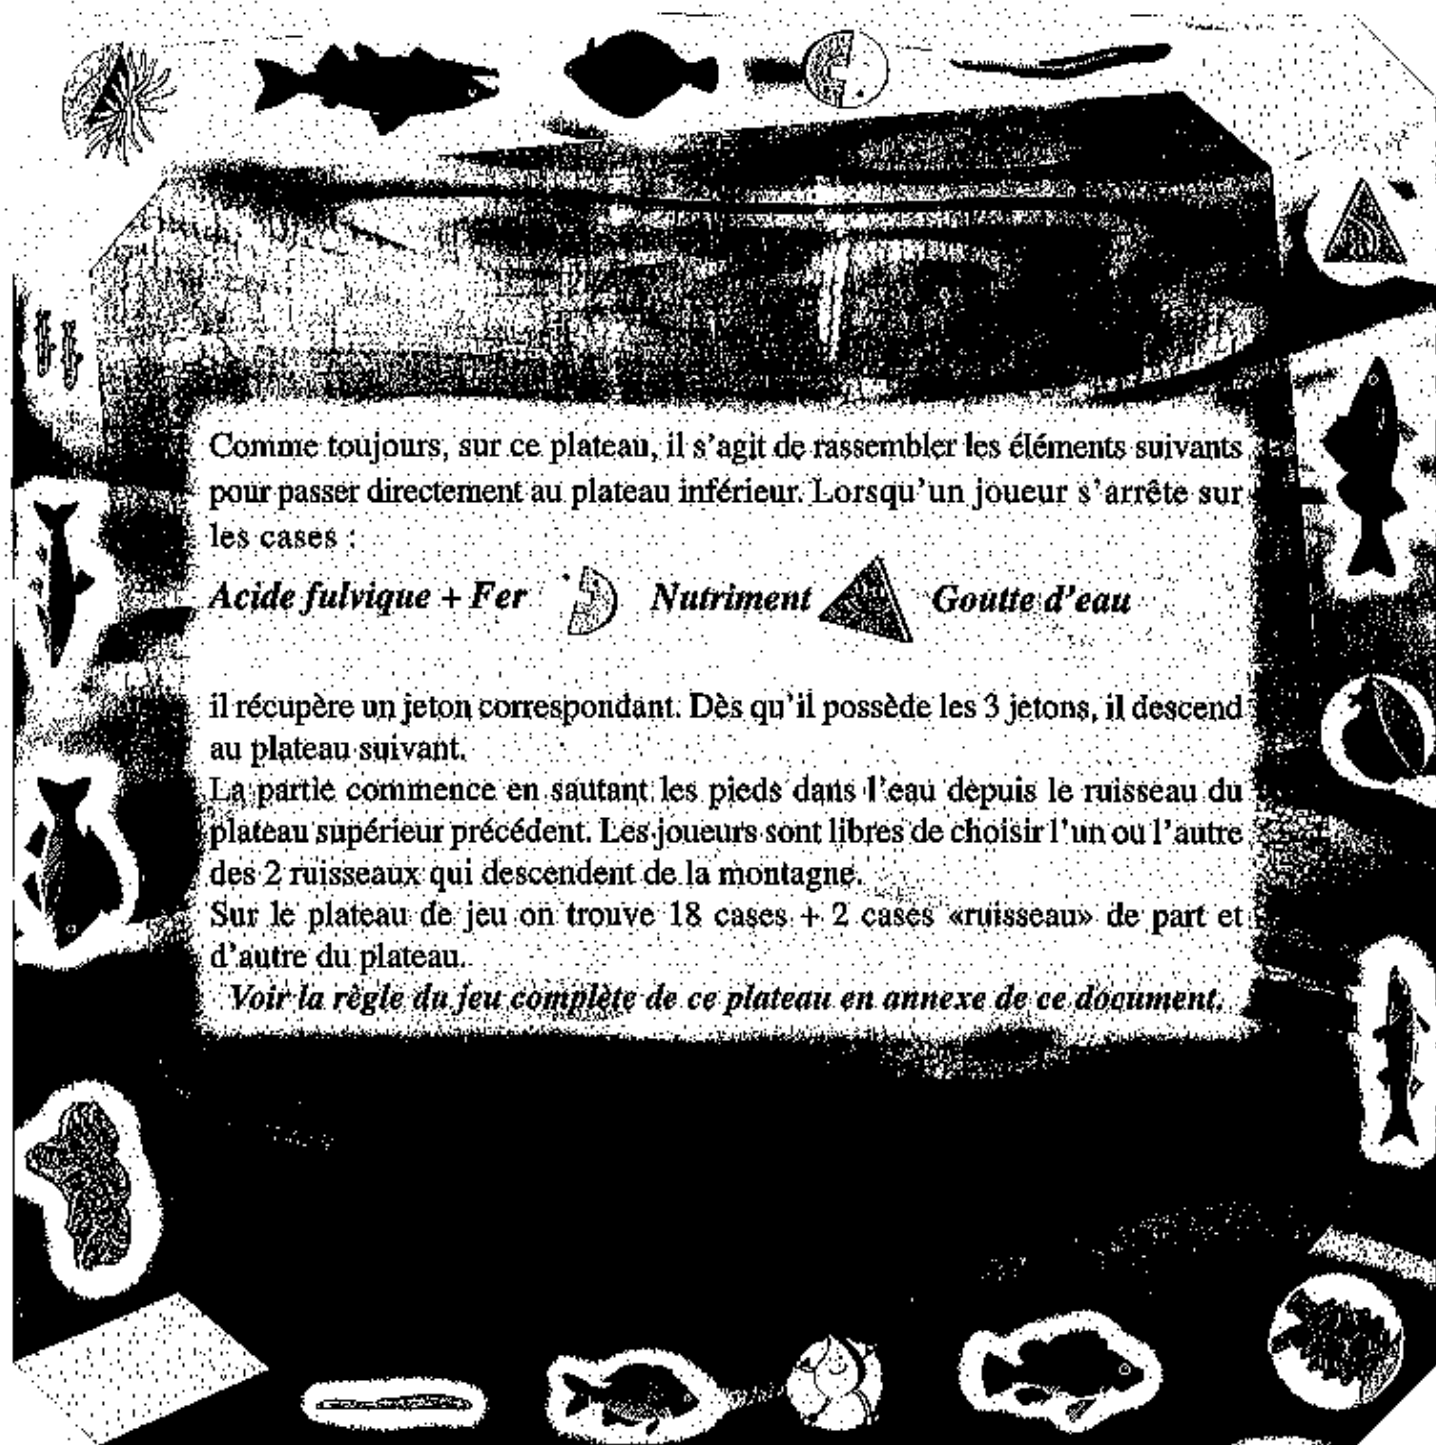 Comme toujours, sur ce plateau, il s'agit de rassembler les éléments suivants
pour passer directement au plateau inférieur. Lorsqu'un joueur s'arrête sur
les cases :
Acide fulvique + Fer Nutriment Goutte d'eau
il récupère un jeton correspondant. Dès qu'il possède les 3 jetons, il descend
au plateau suivant.
La partie commence en sautant les pieds dans l'eau depuis le ruisseau du
plateau supérieur précédent. Les joueurs sont libres de choisir l'un ou l'autre
des 2 ruisseaux qui descendent de la montagne.
Sur le plateau de jeu on trouve 18 cases + 2 cases «ruisseau» de part et
d'autre du plateau.
Voir la règle du jeu complète de ce plateau en annexe de ce document.